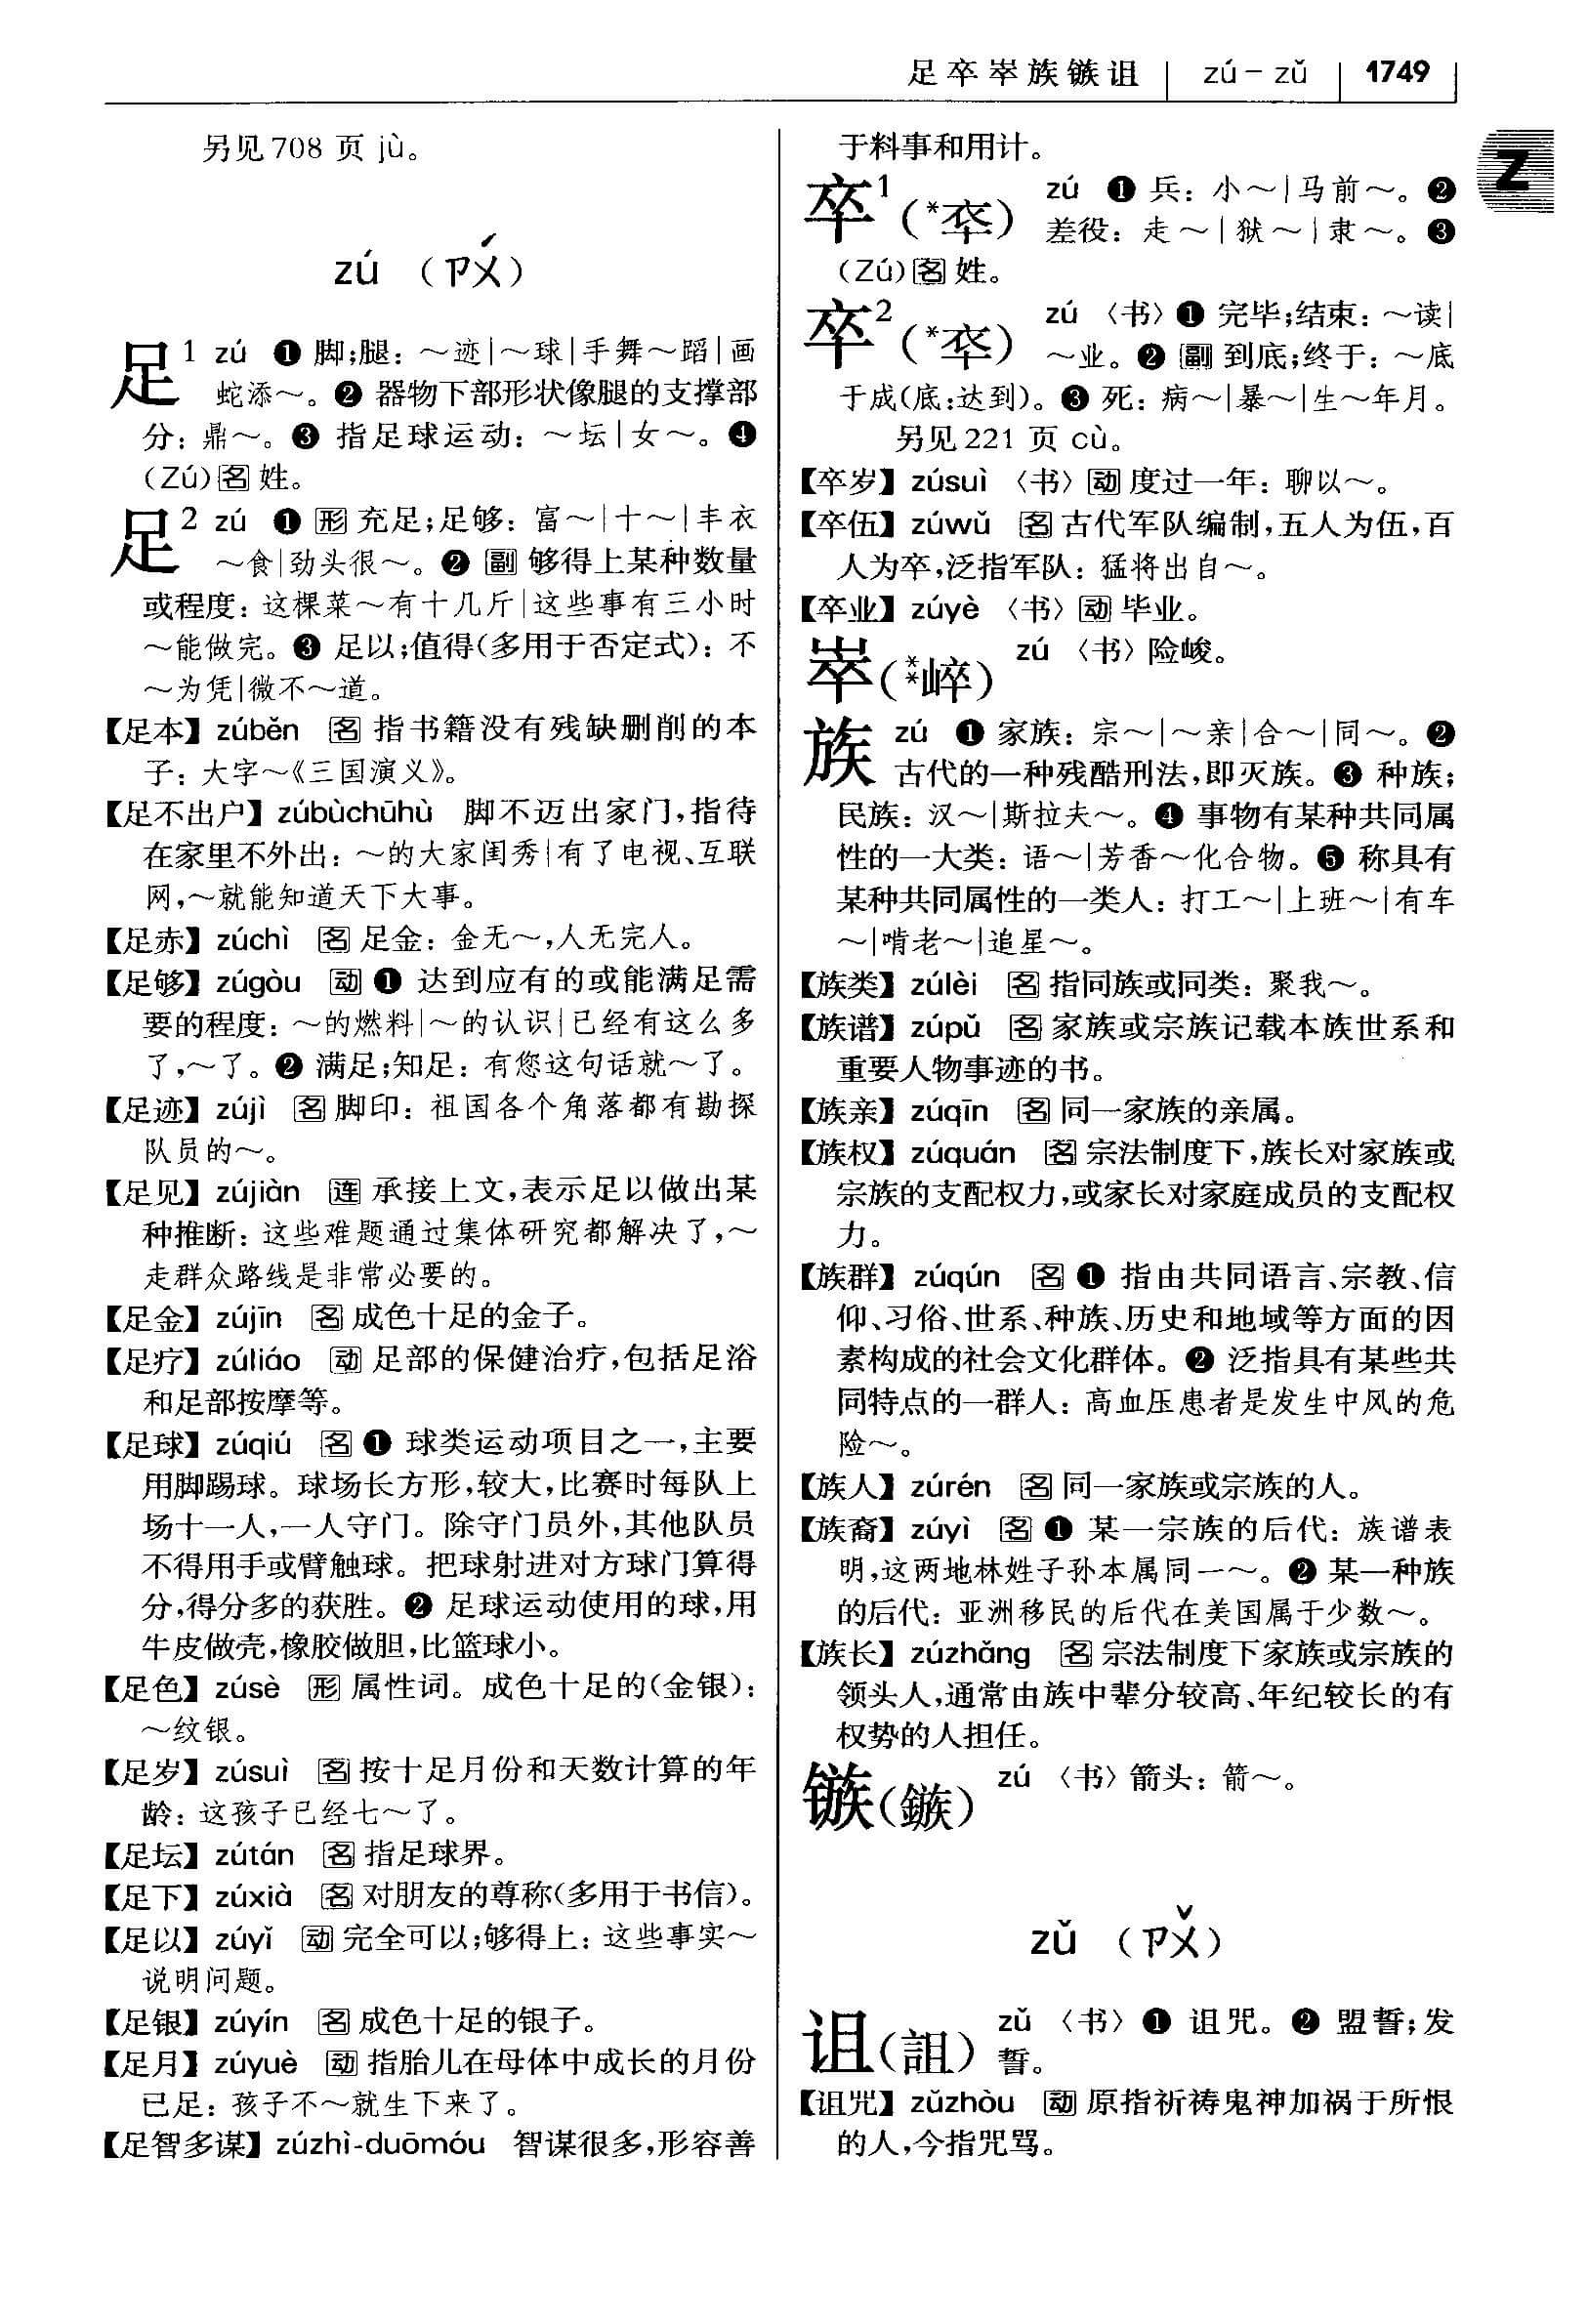 足卒崒族镞诅 zú－zǔ 1749
Z
另见708 页 jù。
zú （ㄗㄨˊ）
足1 zú ❶ 脚;腿：～迹|～球|手舞～蹈|画
蛇添～。❷ 器物下部形状像腿的支撑部
分：鼎～。❸ 指足球运动：～坛|女～。❹
(Zú)名 姓。
足2 zú ❶ 形 充足;足够：富～|十～|丰衣
～食|劲头很～。❷ 副 够得上某种数量
或程度：这棵菜～有十几斤|这些事有三小时
～能做完。❸ 足以;值得(多用于否定式)：不
～为凭|微不～道。
【足本】zúběn 名 指书籍没有残缺删削的本
子：大字～《三国演义》。
【足不出户】zúbùchūhù 脚不迈出家门,指待
在家里不外出：～的大家闺秀|有了电视、互联
网,～就能知道天下大事。
【足赤】zúchì 名 足金：金无～,人无完人。
【足够】zúgòu 动 ❶ 达到应有的或能满足需
要的程度：～的燃料|～的认识|已经有这么多
了,～了。❷ 满足;知足：有您这句话就～了。
【足迹】zújì 名 脚印：祖国各个角落都有勘探
队员的～。
【足见】zújiàn 连 承接上文,表示足以做出某
种推断：这些难题通过集体研究都解决了,～
走群众路线是非常必要的。
【足金】zújīn 名 成色十足的金子。
【足疗】zúliáo 动 足部的保健治疗,包括足浴
和足部按摩等。
【足球】zúqiú 名 ❶ 球类运动项目之一,主要
用脚踢球。球场长方形,较大,比赛时每队上
场十一人,一人守门。除守门员外,其他队员
不得用手或臂触球。把球射进对方球门算得
分,得分多的获胜。❷ 足球运动使用的球,用
牛皮做壳,橡胶做胆,比篮球小。
【足色】zúsè 形 属性词。成色十足的(金银)：
～纹银。
【足岁】zúsuì 名 按十足月份和天数计算的年
龄：这孩子已经七～了。
【足坛】zútán 名 指足球界。
【足下】zúxià 名 对朋友的尊称(多用于书信)。
【足以】zúyǐ 动 完全可以;够得上：这些事实～
说明问题。
【足银】zúyín 名 成色十足的银子。
【足月】zúyuè 动 指胎儿在母体中成长的月份
已足：孩子不～就生下来了。
【足智多谋】zúzhì-duōmóu 智谋很多,形容善
于料事和用计。
卒1(*卆) zú ❶ 兵：小～|马前～。❷
差役：走～|狱～|隶～。❸
(Zú)名 姓。
卒2(*卆) zú 〈书〉❶ 完毕;结束：～读|
～业。❷ 副 到底;终于：～底
于成(底:达到)。❸ 死：病～|暴～|生～年月。
另见221 页 cù。
【卒岁】zúsuì 〈书〉动 度过一年：聊以～。
【卒伍】zúwǔ 名 古代军队编制,五人为伍,百
人为卒,泛指军队：猛将出自～。
【卒业】zúyè 〈书〉动 毕业。
崒(**崪) zú 〈书〉险峻。
族 zú ❶ 家族：宗～|～亲|合～|同～。❷
古代的一种残酷刑法,即灭族。❸ 种族;
民族：汉～|斯拉夫～。❹ 事物有某种共同属
性的一大类：语～|芳香～化合物。❺ 称具有
某种共同属性的一类人：打工～|上班～|有车
～|啃老～|追星～。
【族类】zúlèi 名 指同族或同类：聚我～。
【族谱】zúpǔ 名 家族或宗族记载本族世系和
重要人物事迹的书。
【族亲】zúqīn 名 同一家族的亲属。
【族权】zúquán 名 宗法制度下,族长对家族或
宗族的支配权力,或家长对家庭成员的支配权
力。
【族群】zúqún 名 ❶ 指由共同语言、宗教、信
仰、习俗、世系、种族、历史和地域等方面的因
素构成的社会文化群体。❷ 泛指具有某些共
同特点的一群人：高血压患者是发生中风的危
险～。
【族人】zúrén 名 同一家族或宗族的人。
【族裔】zúyì 名 ❶ 某一宗族的后代：族谱表
明,这两地林姓子孙本属同一～。❷ 某一种族
的后代：亚洲移民的后代在美国属于少数～。
【族长】zúzhǎng 名 宗法制度下家族或宗族的
领头人,通常由族中辈分较高、年纪较长的有
权势的人担任。
镞(鏃) zú 〈书〉箭头：箭～。
zǔ （ㄗㄨˇ）
诅(詛) zǔ 〈书〉❶ 诅咒。❷ 盟誓;发
誓。
【诅咒】zǔzhòu 动 原指祈祷鬼神加祸于所恨
的人,今指咒骂。